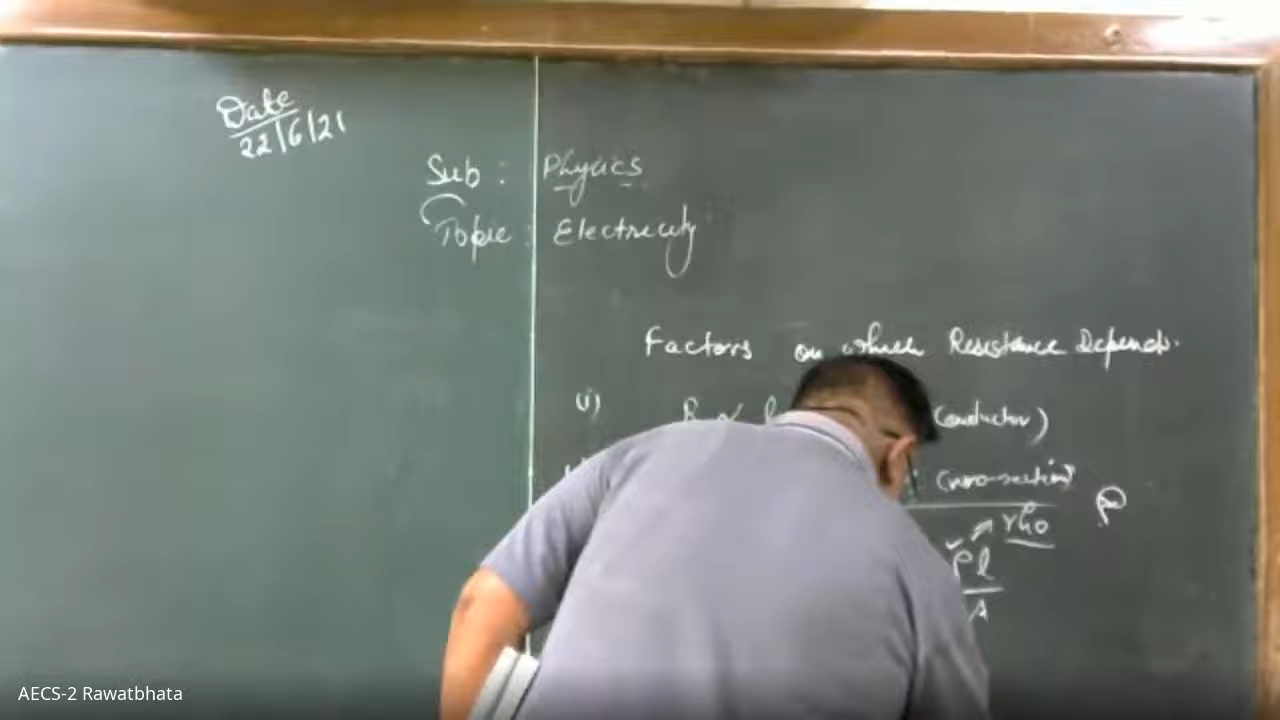 Date
22/6/21
Sub : Physics
Topic : Electricity
Factors on which Resistance Depends.
(i) R ∝ l (Conductor)
(cross-section)
rho
ρl
A
AECS-2 Rawatbhata